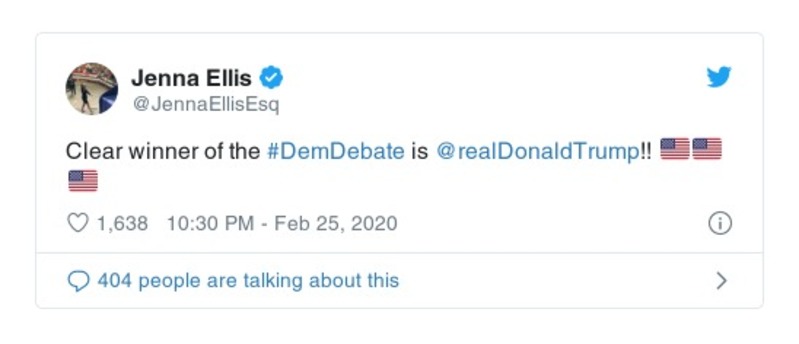 Jenna Ellis
@JennaEllisEsq
Clear winner of the #DemDebate is @realDonaldTrump!! 🇺🇸🇺🇸
🇺🇸
1,638 10:30 PM - Feb 25, 2020
404 people are talking about this